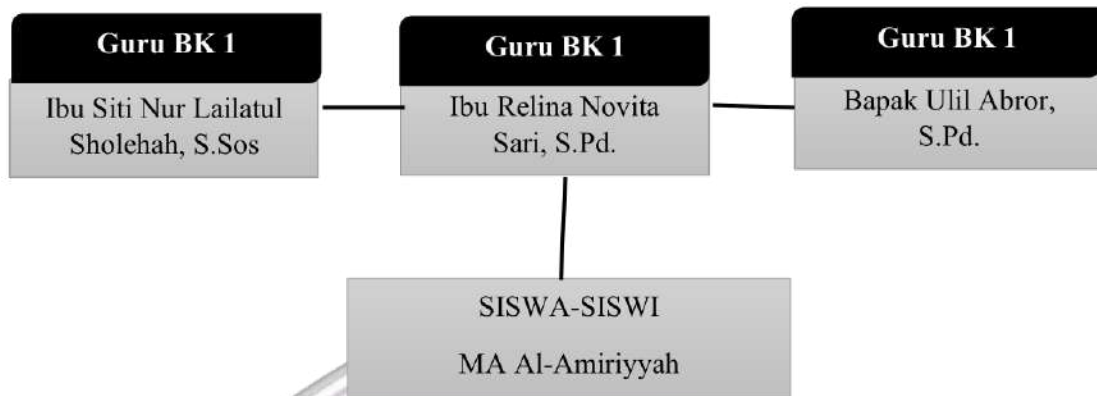 Guru BK 1
Ibu Siti Nur Lailatul
Sholehah, S.Sos
Guru BK 1
Ibu Relina Novita
Sari, S.Pd.
Guru BK 1
Bapak Ulil Abror,
S.Pd.
SISWA-SISWI
MA Al-Amiriyyah